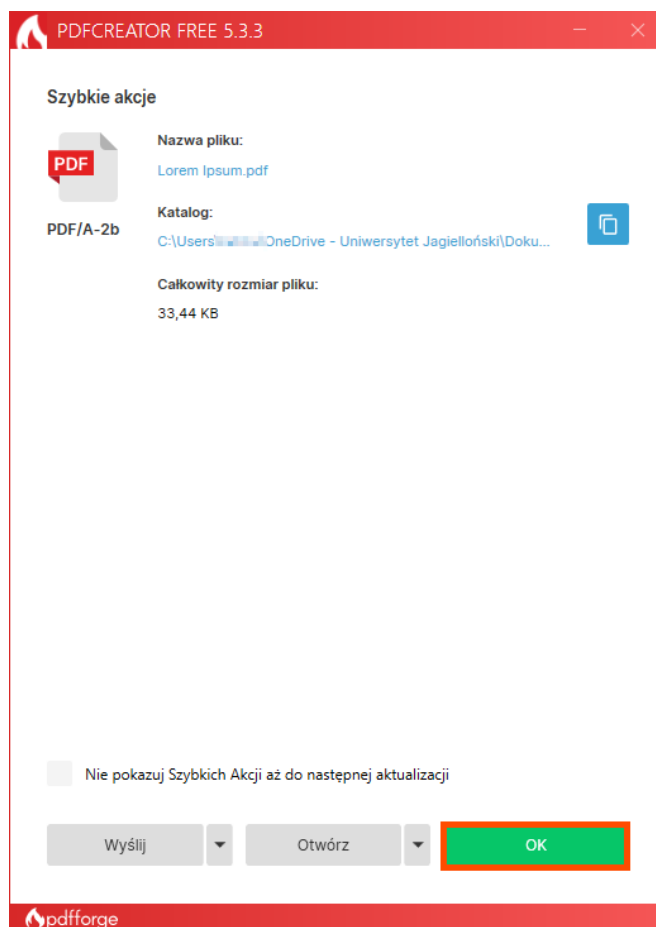 PDFCREATOR FREE 5.3.3
Szybkie akcje
PDF
PDF/A-2b
Nazwa pliku:
Lorem Ipsum.pdf
Katalog:
C:\Users\ OneDrive - Uniwersytet Jagielloński\Doku...
Całkowity rozmiar pliku:
33,44 KB
Nie pokazuj Szybkich Akcji aż do następnej aktualizacji
Wyślij
Otwórz
OK
pdfforge